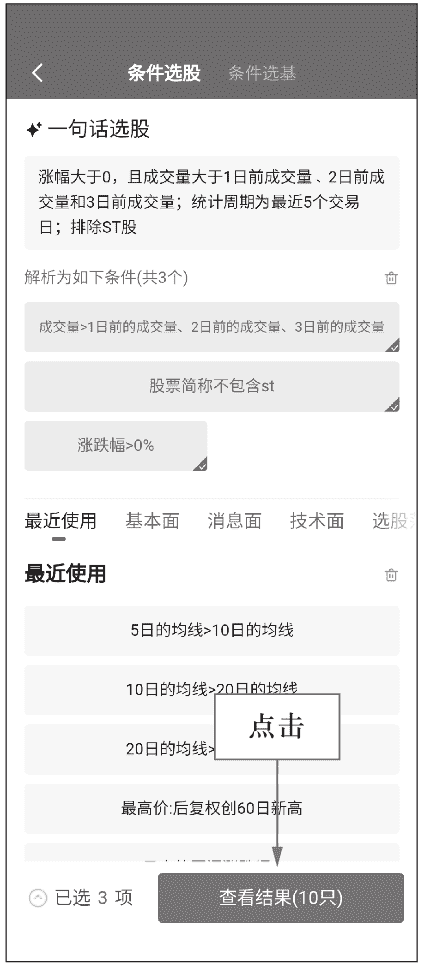 条件选股 条件选基
一句话选股
涨幅大于0，且成交量大于1日前成交量、2日前成
交量和3日前成交量；统计周期为最近5个交易
日；排除ST股
解析为如下条件(共3个)
成交量>1日前的成交量、2日前的成交量、3日前的成交量
股票简称不包含st
涨跌幅>0%
最近使用 基本面 消息面 技术面 选股
最近使用
5日的均线>10日的均线
10日的均线>20日的均线
20日的均线>
点击
最高价:后复权创60日新高
已选 3 项 查看结果(10只)